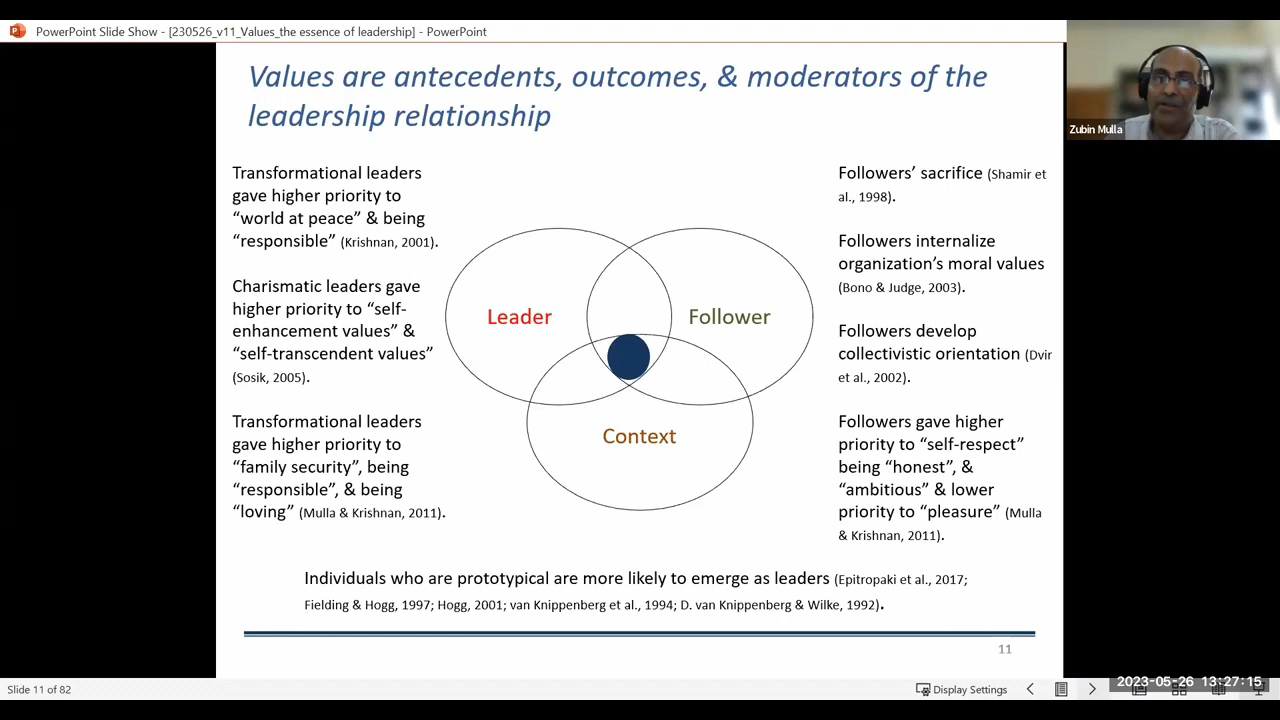 PowerPoint Slide Show - [230526_v11_Values_the essence of leadership] - PowerPoint
Zubin Mulla
Values are antecedents, outcomes, & moderators of the
leadership relationship
Transformational leaders
gave higher priority to
“world at peace” & being
“responsible” (Krishnan, 2001).
Charismatic leaders gave
higher priority to “self-
enhancement values” &
“self-transcendent values”
(Sosik, 2005).
Transformational leaders
gave higher priority to
“family security”, being
“responsible”, & being
“loving” (Mulla & Krishnan, 2011).
Leader
Follower
Context
Followers’ sacrifice (Shamir et
al., 1998).
Followers internalize
organization’s moral values
(Bono & Judge, 2003).
Followers develop
collectivistic orientation (Dvir
et al., 2002).
Followers gave higher
priority to “self-respect”
being “honest”, &
“ambitious” & lower
priority to “pleasure” (Mulla
& Krishnan, 2011).
Individuals who are prototypical are more likely to emerge as leaders (Epitropaki et al., 2017;
Fielding & Hogg, 1997; Hogg, 2001; van Knippenberg et al., 1994; D. van Knippenberg & Wilke, 1992).
11
Slide 11 of 82
Display Settings
2023-05-26 13:27:15